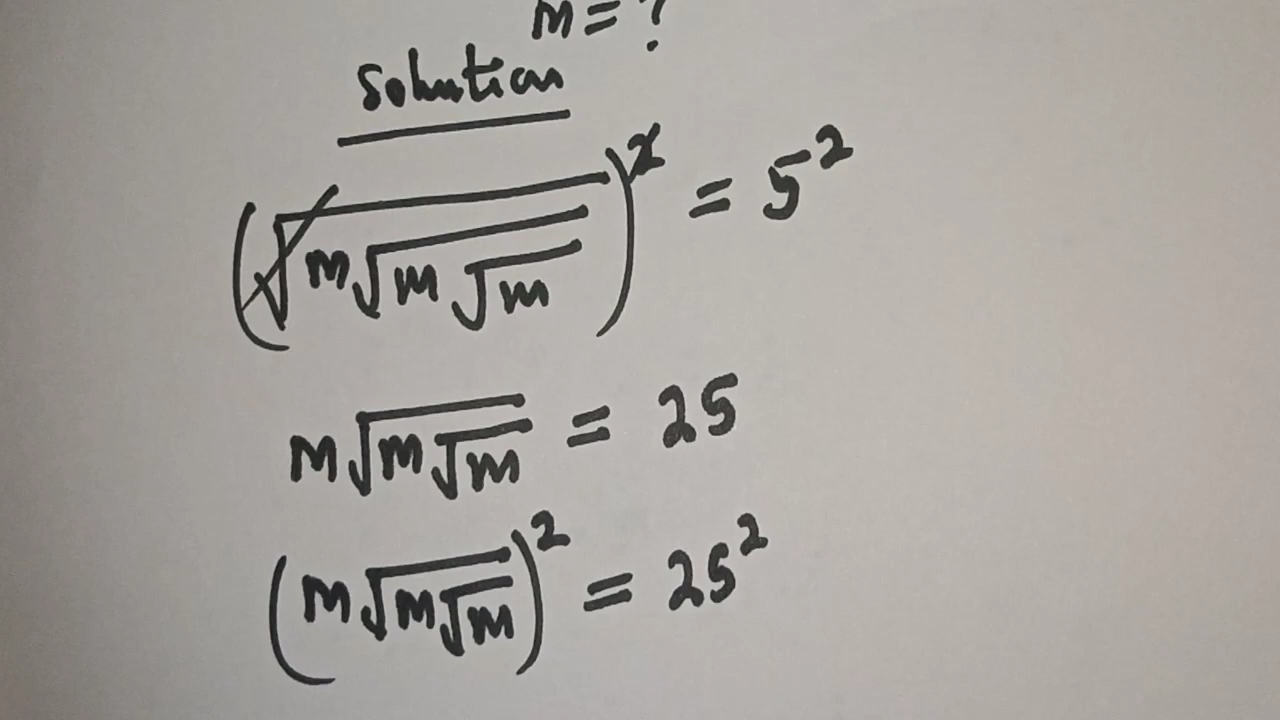 m = ?
Solution
(√(m√(m√m)))² = 5²
m√(m√m) = 25
(m√(m√m))² = 25²